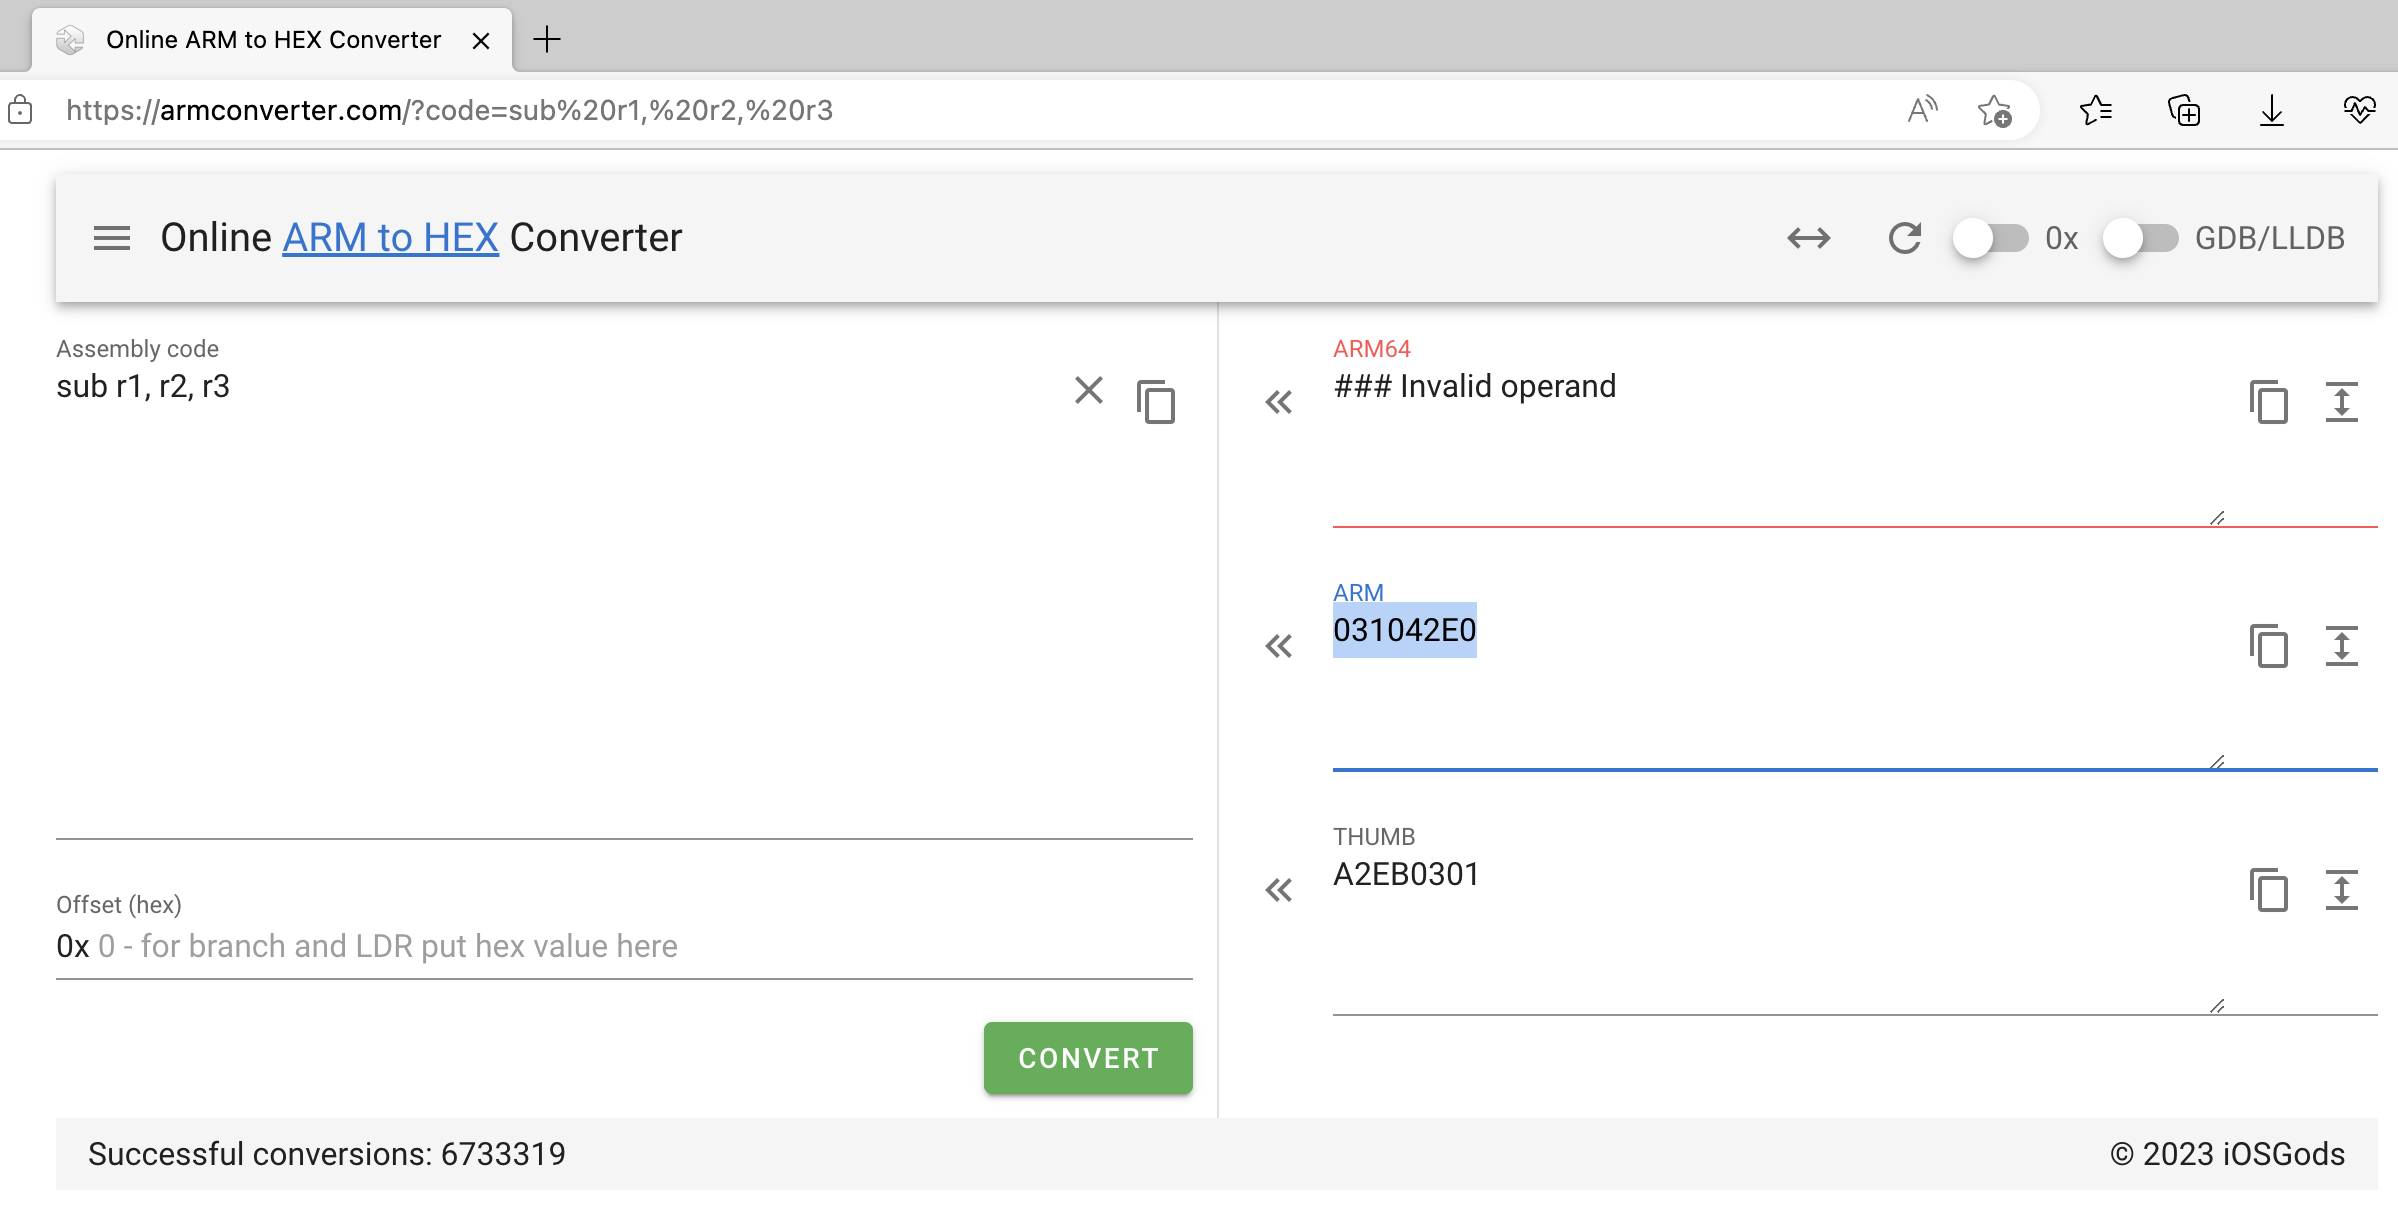 Online ARM to HEX Converter
https://armconverter.com/?code=sub%20r1,%20r2,%20r3
Online ARM to HEX Converter
0x
GDB/LLDB
Assembly code
sub r1, r2, r3
ARM64
### Invalid operand
ARM
031042E0
THUMB
A2EB0301
Offset (hex)
0x 0 - for branch and LDR put hex value here
CONVERT
Successful conversions: 6733319
© 2023 iOSGods